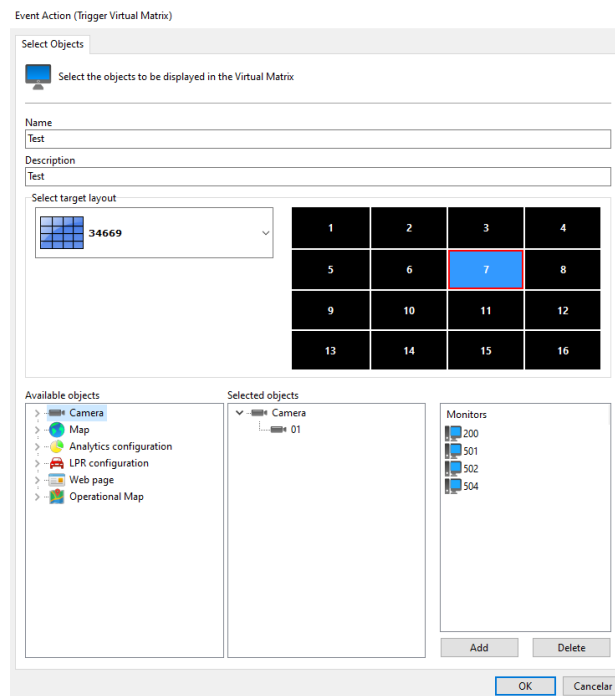 Event Action (Trigger Virtual Matrix)
Select Objects
Select the objects to be displayed in the Virtual Matrix
Name
Test
Description
Test
Select target layout
34669
1 2 3 4
5 6 7 8
9 10 11 12
13 14 15 16
Available objects
Camera
Map
Analytics configuration
LPR configuration
Web page
Operational Map
Selected objects
Camera
01
Monitors
200
501
502
504
Add Delete
OK Cancelar